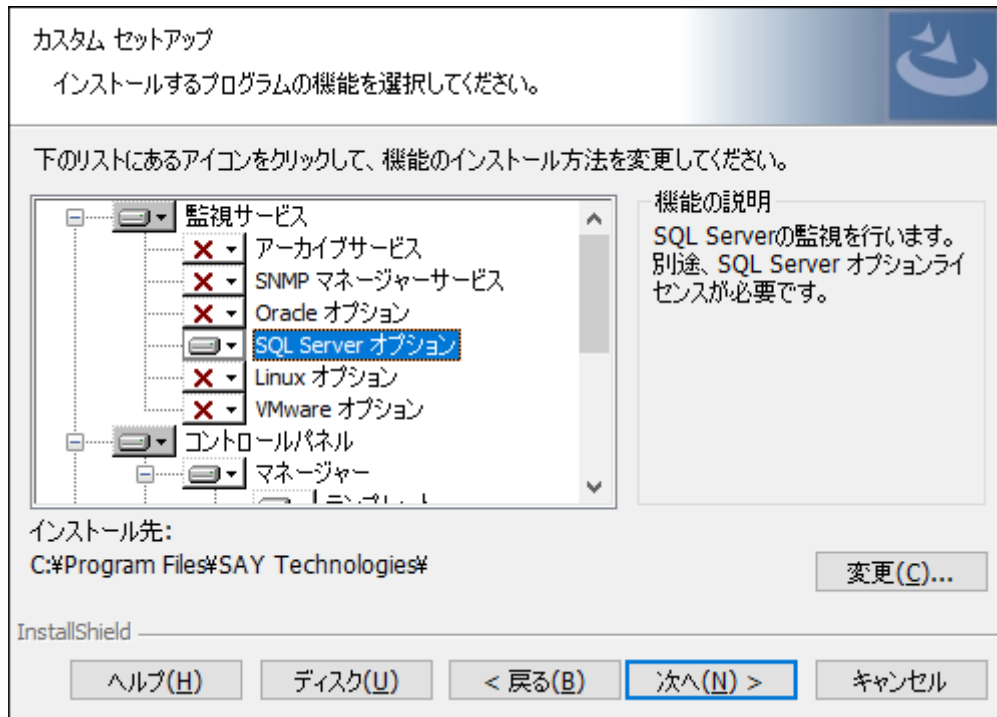 カスタム セットアップ
インストールするプログラムの機能を選択してください。
下のリストにあるアイコンをクリックして、機能のインストール方法を変更してください。
監視サービス
アーカイブサービス
SNMP マネージャーサービス
Oracle オプション
SQL Server オプション
Linux オプション
VMware オプション
コントロールパネル
マネージャー
テンプレート
機能の説明
SQL Serverの監視を行います。
別途、SQL Server オプションライ
センスが必要です。
インストール先:
C:¥Program Files¥SAY Technologies¥
変更(C)...
InstallShield
ヘルプ(H)
ディスク(U)
< 戻る(B)
次へ(N) >
キャンセル